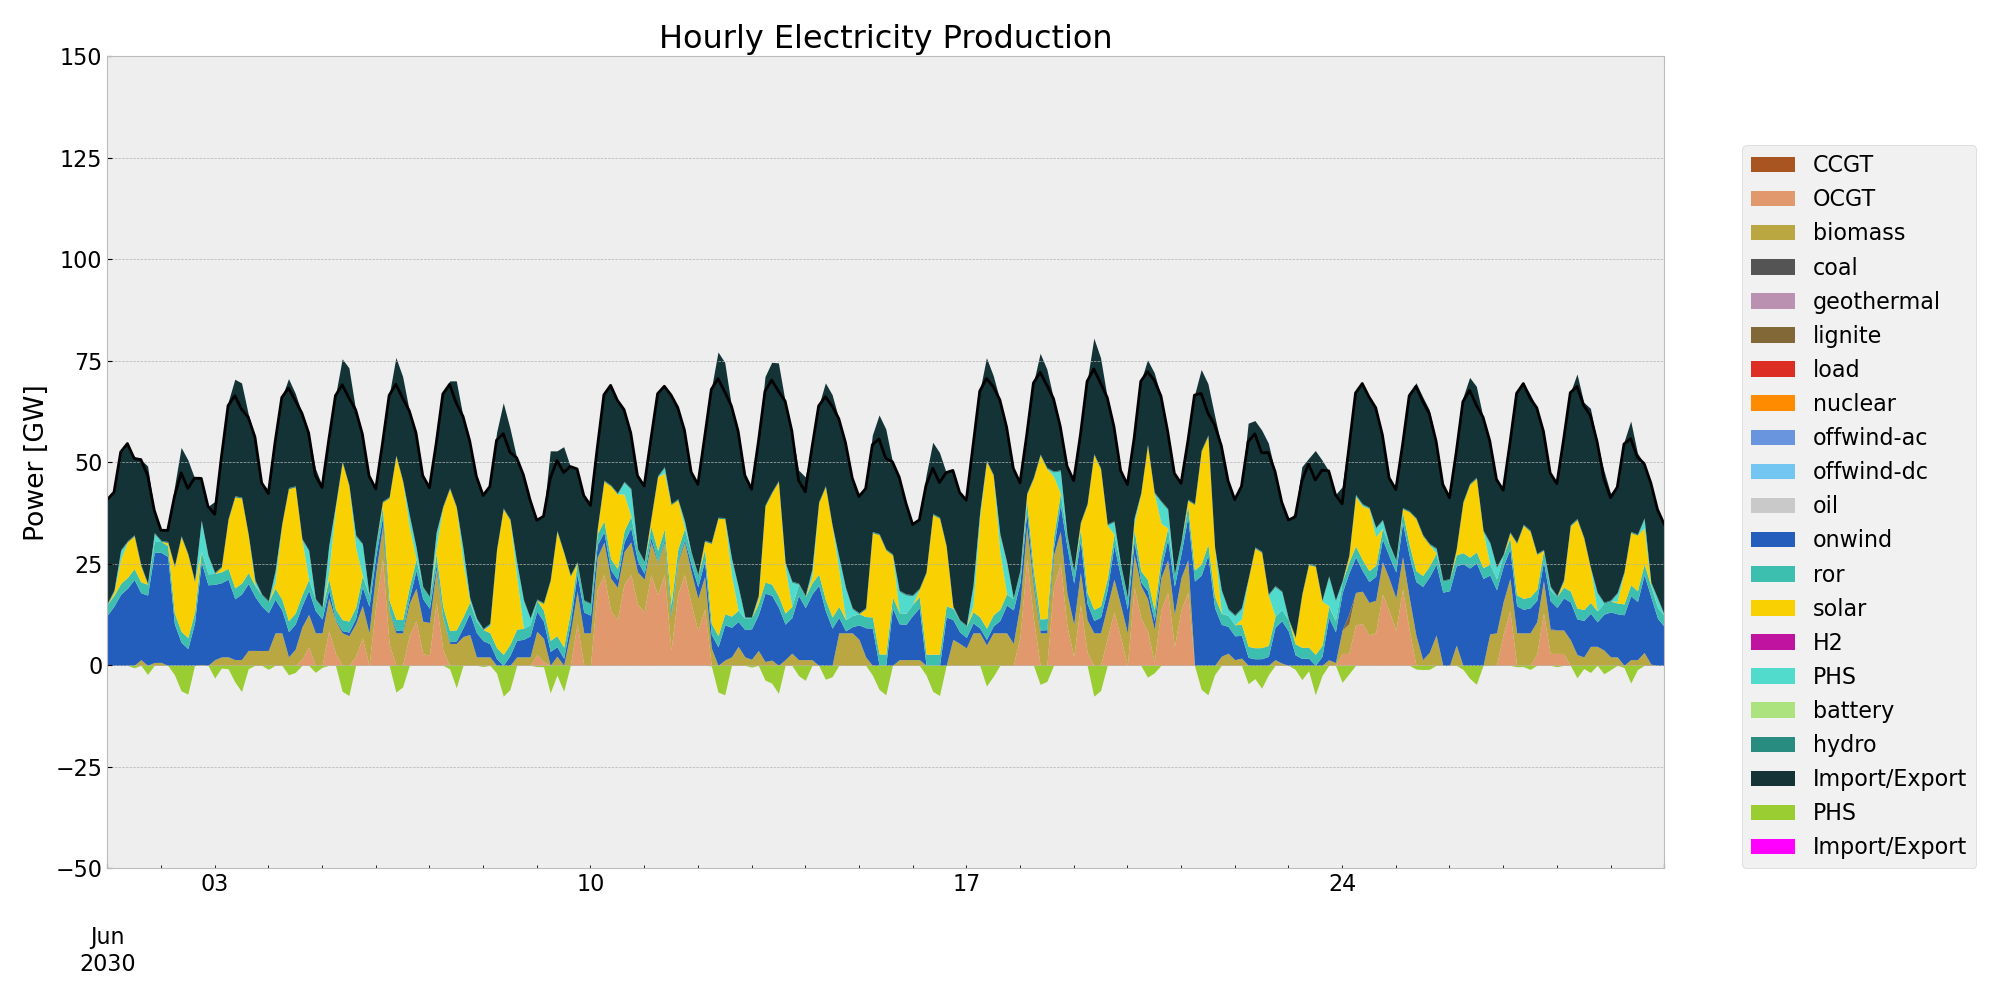 Hourly Electricity Production
150
125
100
75
50
25
0
−25
−50
Power [GW]
03
10
17
24
Jun
2030
CCGT
OCGT
biomass
coal
geothermal
lignite
load
nuclear
offwind-ac
offwind-dc
oil
onwind
ror
solar
H2
PHS
battery
hydro
Import/Export
PHS
Import/Export